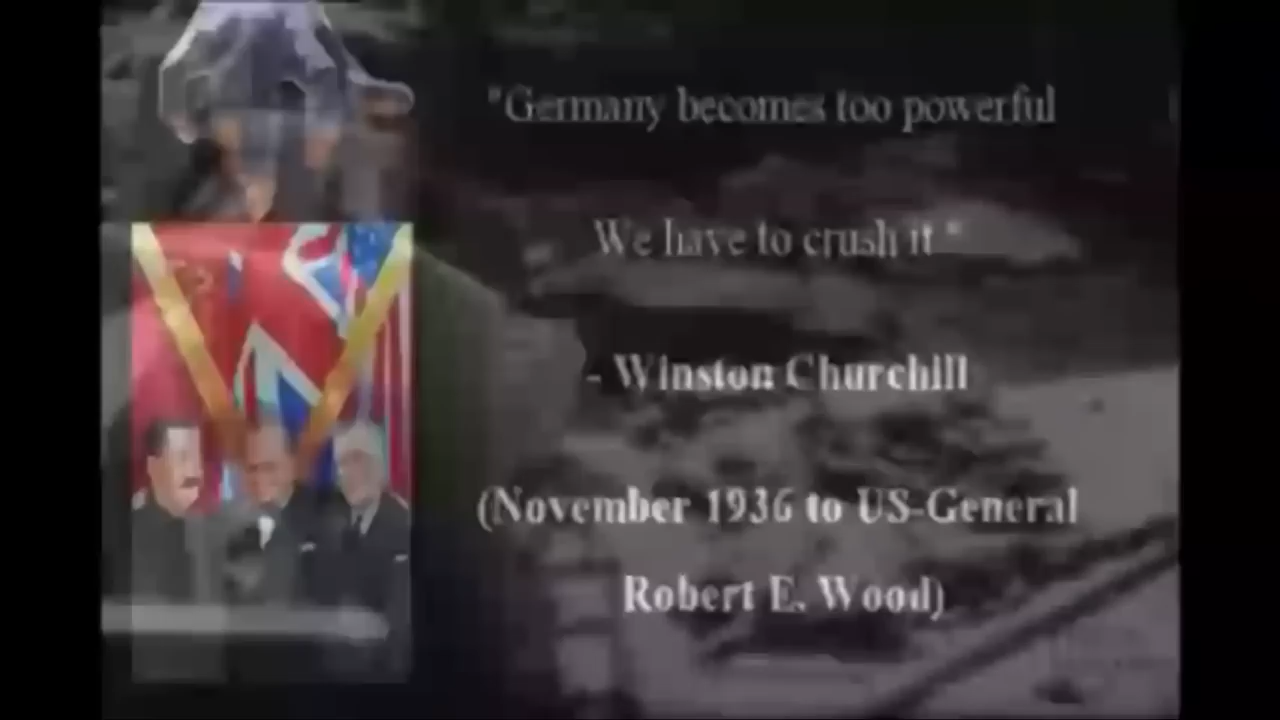 "Germany becomes too powerful
We have to crush it "
- Winston Churchill
(November 1936 to US-General
Robert E. Wood)